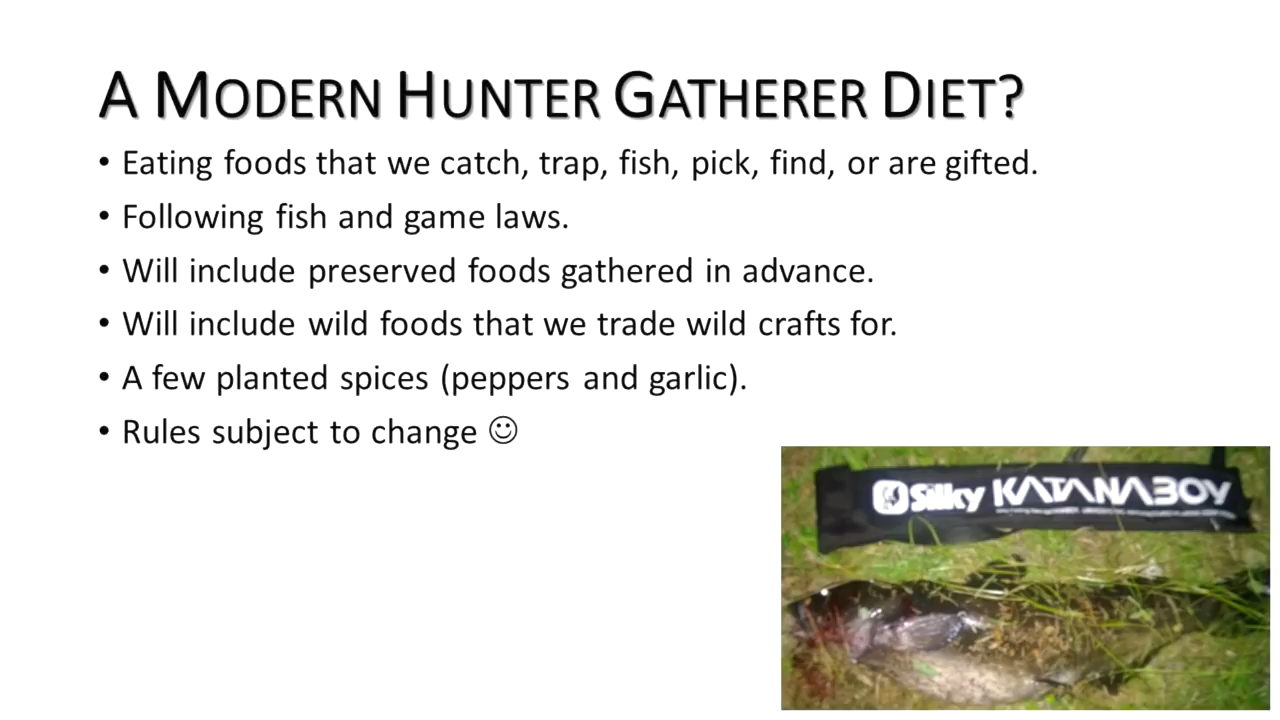 A Modern Hunter Gatherer Diet?
• Eating foods that we catch, trap, fish, pick, find, or are gifted.
• Following fish and game laws.
• Will include preserved foods gathered in advance.
• Will include wild foods that we trade wild crafts for.
• A few planted spices (peppers and garlic).
• Rules subject to change ☺
Silky KATANABOY